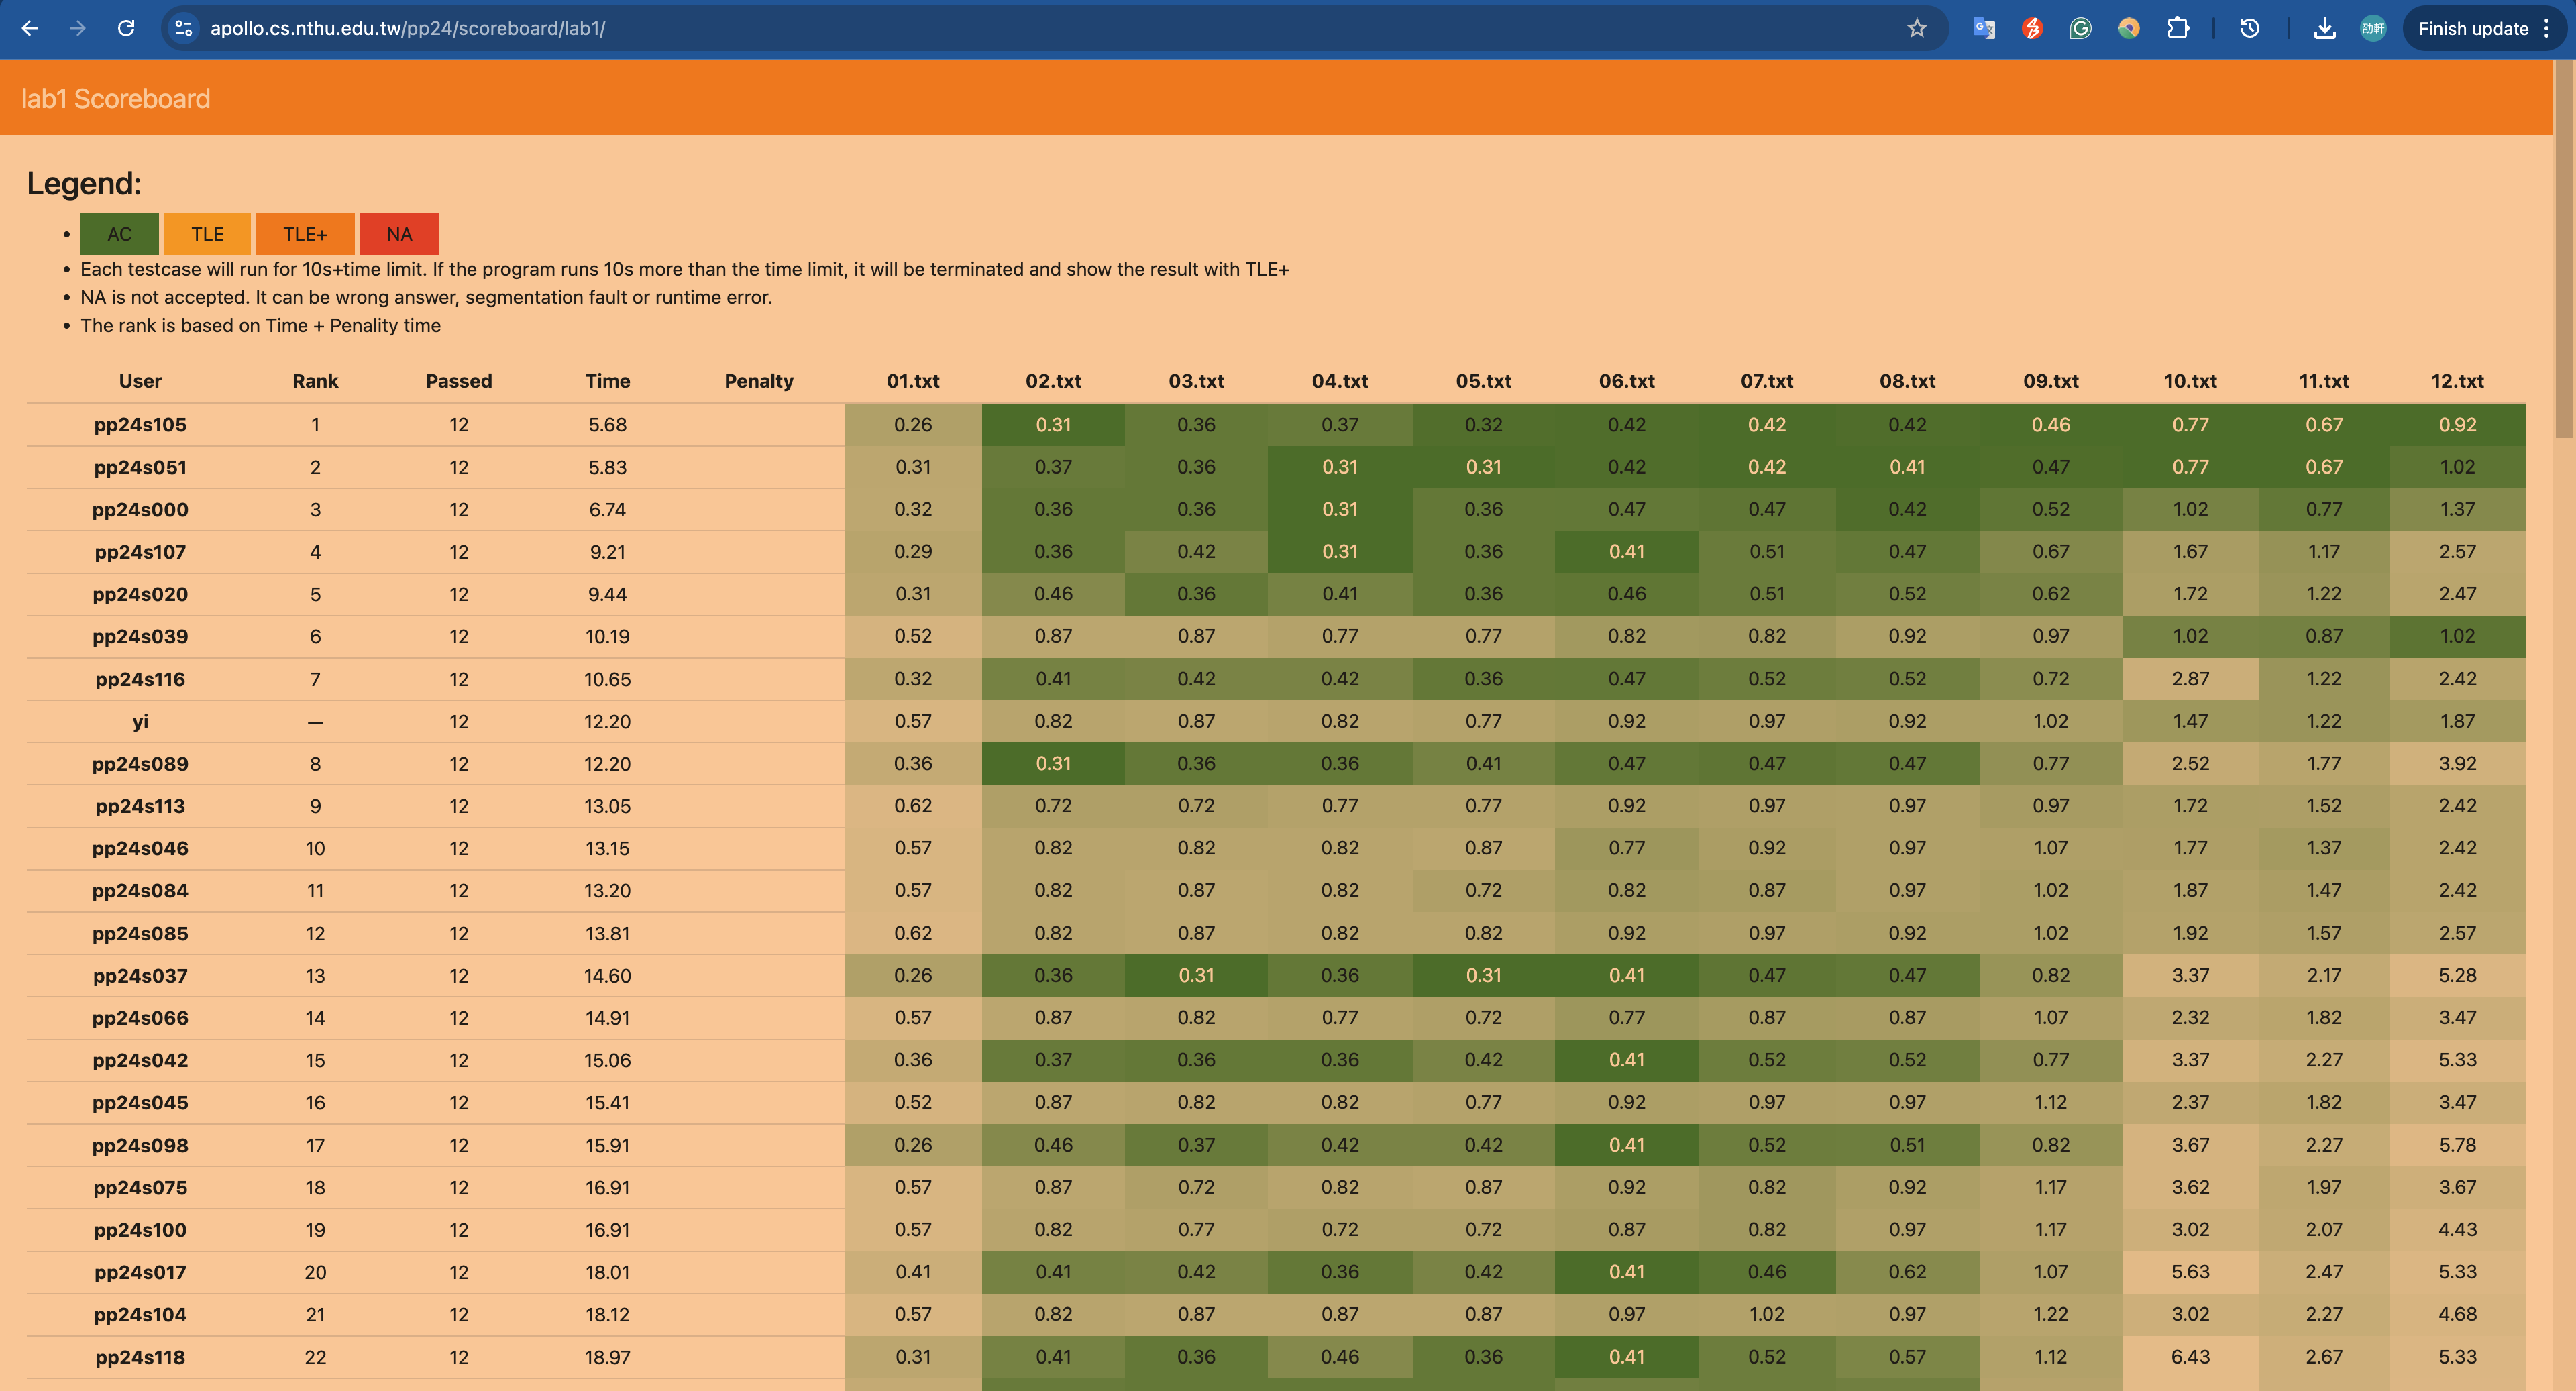 apollo.cs.nthu.edu.tw/pp24/scoreboard/lab1/ 劭軒 Finish update
lab1 Scoreboard
Legend:
AC TLE TLE+ NA
Each testcase will run for 10s+time limit. If the program runs 10s more than the time limit, it will be terminated and show the result with TLE+
NA is not accepted. It can be wrong answer, segmentation fault or runtime error.
The rank is based on Time + Penality time
User Rank Passed Time Penalty 01.txt 02.txt 03.txt 04.txt 05.txt 06.txt 07.txt 08.txt 09.txt 10.txt 11.txt 12.txt
pp24s105 1 12 5.68 0.26 0.31 0.36 0.37 0.32 0.42 0.42 0.42 0.46 0.77 0.67 0.92
pp24s051 2 12 5.83 0.31 0.37 0.36 0.31 0.31 0.42 0.42 0.41 0.47 0.77 0.67 1.02
pp24s000 3 12 6.74 0.32 0.36 0.36 0.31 0.36 0.47 0.47 0.42 0.52 1.02 0.77 1.37
pp24s107 4 12 9.21 0.29 0.36 0.42 0.31 0.36 0.41 0.51 0.47 0.67 1.67 1.17 2.57
pp24s020 5 12 9.44 0.31 0.46 0.36 0.41 0.36 0.46 0.51 0.52 0.62 1.72 1.22 2.47
pp24s039 6 12 10.19 0.52 0.87 0.87 0.77 0.77 0.82 0.82 0.92 0.97 1.02 0.87 1.02
pp24s116 7 12 10.65 0.32 0.41 0.42 0.42 0.36 0.47 0.52 0.52 0.72 2.87 1.22 2.42
yi — 12 12.20 0.57 0.82 0.87 0.82 0.77 0.92 0.97 0.92 1.02 1.47 1.22 1.87
pp24s089 8 12 12.20 0.36 0.31 0.36 0.36 0.41 0.47 0.47 0.47 0.77 2.52 1.77 3.92
pp24s113 9 12 13.05 0.62 0.72 0.72 0.77 0.77 0.92 0.97 0.97 0.97 1.72 1.52 2.42
pp24s046 10 12 13.15 0.57 0.82 0.82 0.82 0.87 0.77 0.92 0.97 1.07 1.77 1.37 2.42
pp24s084 11 12 13.20 0.57 0.82 0.87 0.82 0.72 0.82 0.87 0.97 1.02 1.87 1.47 2.42
pp24s085 12 12 13.81 0.62 0.82 0.87 0.82 0.82 0.92 0.97 0.92 1.02 1.92 1.57 2.57
pp24s037 13 12 14.60 0.26 0.36 0.31 0.36 0.31 0.41 0.47 0.47 0.82 3.37 2.17 5.28
pp24s066 14 12 14.91 0.57 0.87 0.82 0.77 0.72 0.77 0.87 0.87 1.07 2.32 1.82 3.47
pp24s042 15 12 15.06 0.36 0.37 0.36 0.36 0.42 0.41 0.52 0.52 0.77 3.37 2.27 5.33
pp24s045 16 12 15.41 0.52 0.87 0.82 0.82 0.77 0.92 0.97 0.97 1.12 2.37 1.82 3.47
pp24s098 17 12 15.91 0.26 0.46 0.37 0.42 0.42 0.41 0.52 0.51 0.82 3.67 2.27 5.78
pp24s075 18 12 16.91 0.57 0.87 0.72 0.82 0.87 0.92 0.82 0.92 1.17 3.62 1.97 3.67
pp24s100 19 12 16.91 0.57 0.82 0.77 0.72 0.72 0.87 0.82 0.97 1.17 3.02 2.07 4.43
pp24s017 20 12 18.01 0.41 0.41 0.42 0.36 0.42 0.41 0.46 0.62 1.07 5.63 2.47 5.33
pp24s104 21 12 18.12 0.57 0.82 0.87 0.87 0.87 0.97 1.02 0.97 1.22 3.02 2.27 4.68
pp24s118 22 12 18.97 0.31 0.41 0.36 0.46 0.36 0.41 0.52 0.57 1.12 6.43 2.67 5.33